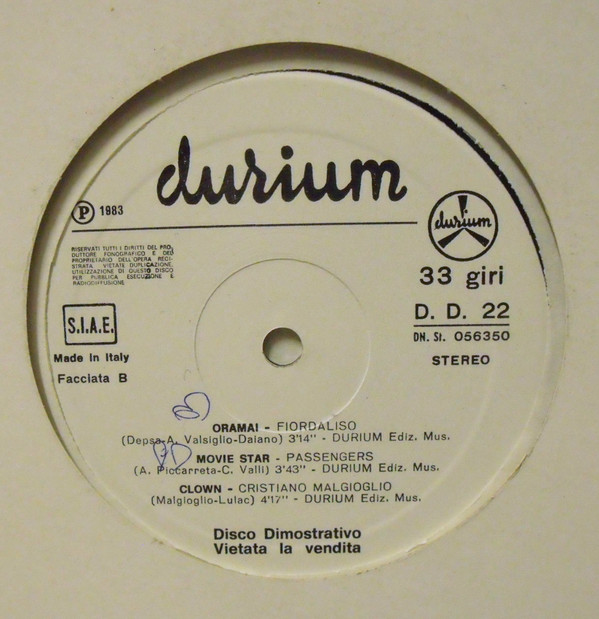 durium
℗ 1983
durium
RISERVATI TUTTI I DIRITTI DEL PRO-
DUTTORE FONOGRAFICO E DEL
PROPRIETARIO DELL'OPERA REGI-
STRATA VIETATE DUPLICAZIONE,
UTILIZZAZIONE DI QUESTO DISCO
PER PUBBLICA ESECUZIONE E
RADIODIFFUSIONE.
33 giri
D. D. 22
DN. St. 056350
STEREO
S.I.A.E.
Made in Italy
Facciata B
ORAMAI - FIORDALISO
(Depsa-A. Valsiglio-Daiano) 3'14" - DURIUM Ediz. Mus.
MOVIE STAR - PASSENGERS
(A. Piccarreta-C. Valli) 3'43" - DURIUM Ediz. Mus.
CLOWN - CRISTIANO MALGIOGLIO
(Malgioglio-Lulac) 4'17" - DURIUM Ediz. Mus.
Disco Dimostrativo
Vietata la vendita